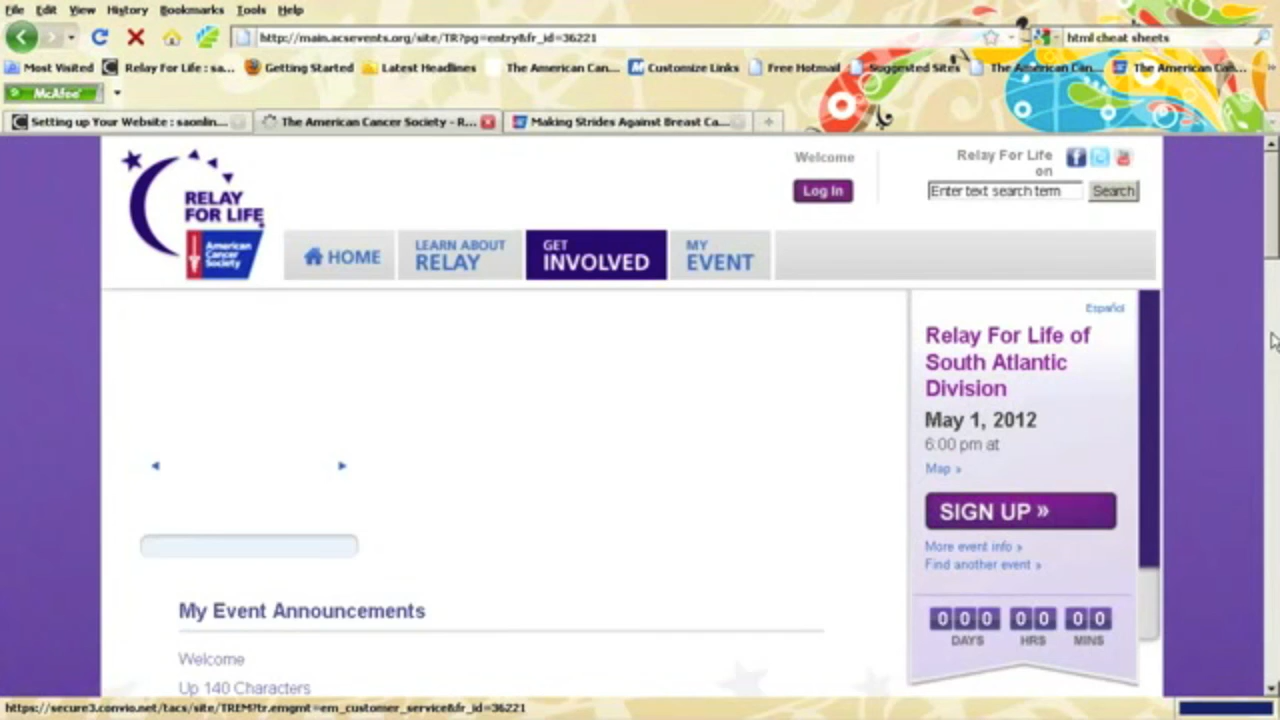 File Edit View History Bookmarks Tools Help
http://main.acsevents.org/site/TR?pg=entry&fr_id=36221
html cheat sheets
Most Visited Relay For Life : sa... Getting Started Latest Headlines The American Can... Customize Links Free Hotmail Suggested Sites The American Can... The American Can...
McAfee
Setting up Your Website : saonlin... The American Cancer Society - R... Making Strides Against Breast Ca...
RELAY
FOR LIFE
American
Cancer
Society
Welcome
Log In
Relay For Life
on
Enter text search term Search
HOME
LEARN ABOUT
RELAY
GET
INVOLVED
MY
EVENT
Español
Relay For Life of
South Atlantic
Division
May 1, 2012
6:00 pm at
Map »
SIGN UP »
More event info »
Find another event »
0 0 0 0 0 0 0
DAYS HRS MINS
My Event Announcements
Welcome
Up 140 Characters
https://secure3.convio.net/tacs/site/TREM?tr.emgmt=em_customer_service&fr_id=36221